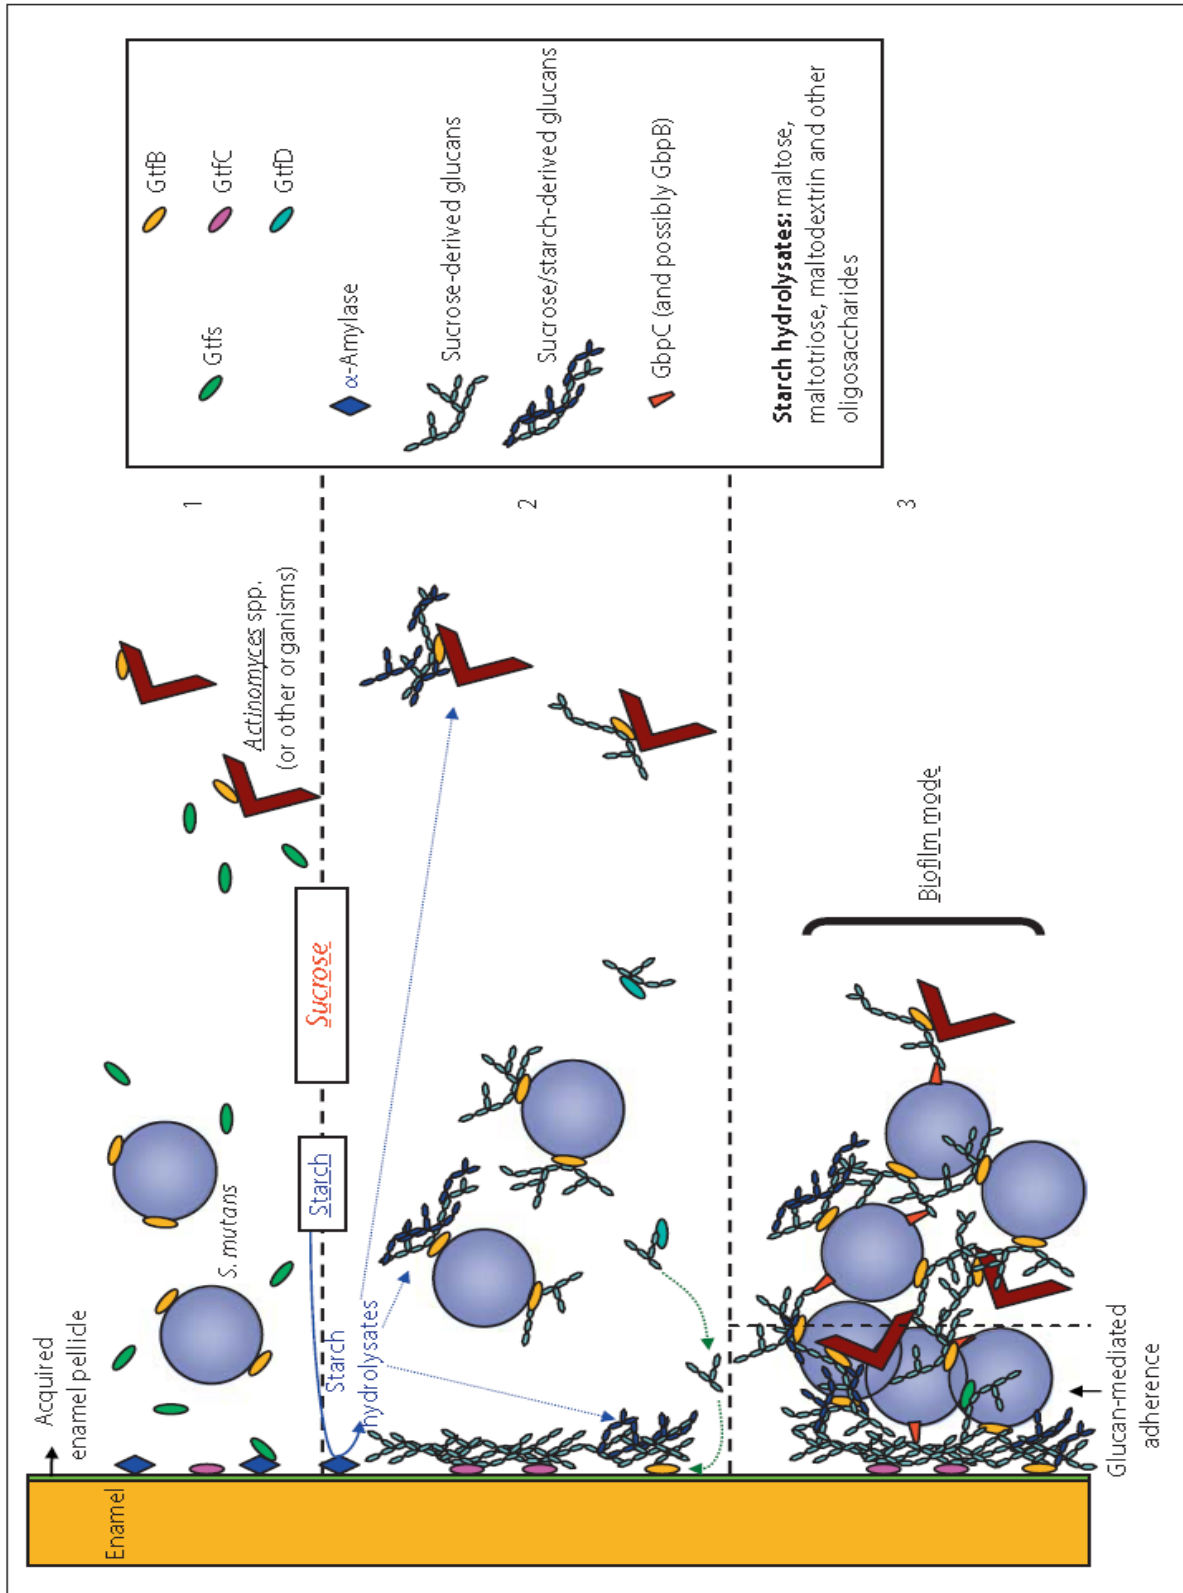 Acquired
enamel pellicide
Enamel
S. mutans
Actinomyces spp.
(or other organisms)
1
Starch
Sucrose
Starch
hydrolysates
2
3
Biofilm mode
Glucan-mediated
adherence
Gtfs
GtfB
GtfC
GtfD
α-Amylase
Sucrose-derived glucans
Sucrose/starch-derived glucans
GbpC (and possibly GbpB)
Starch hydrolysates: maltose,
maltotriose, maltodextrin and other
oligosaccharides